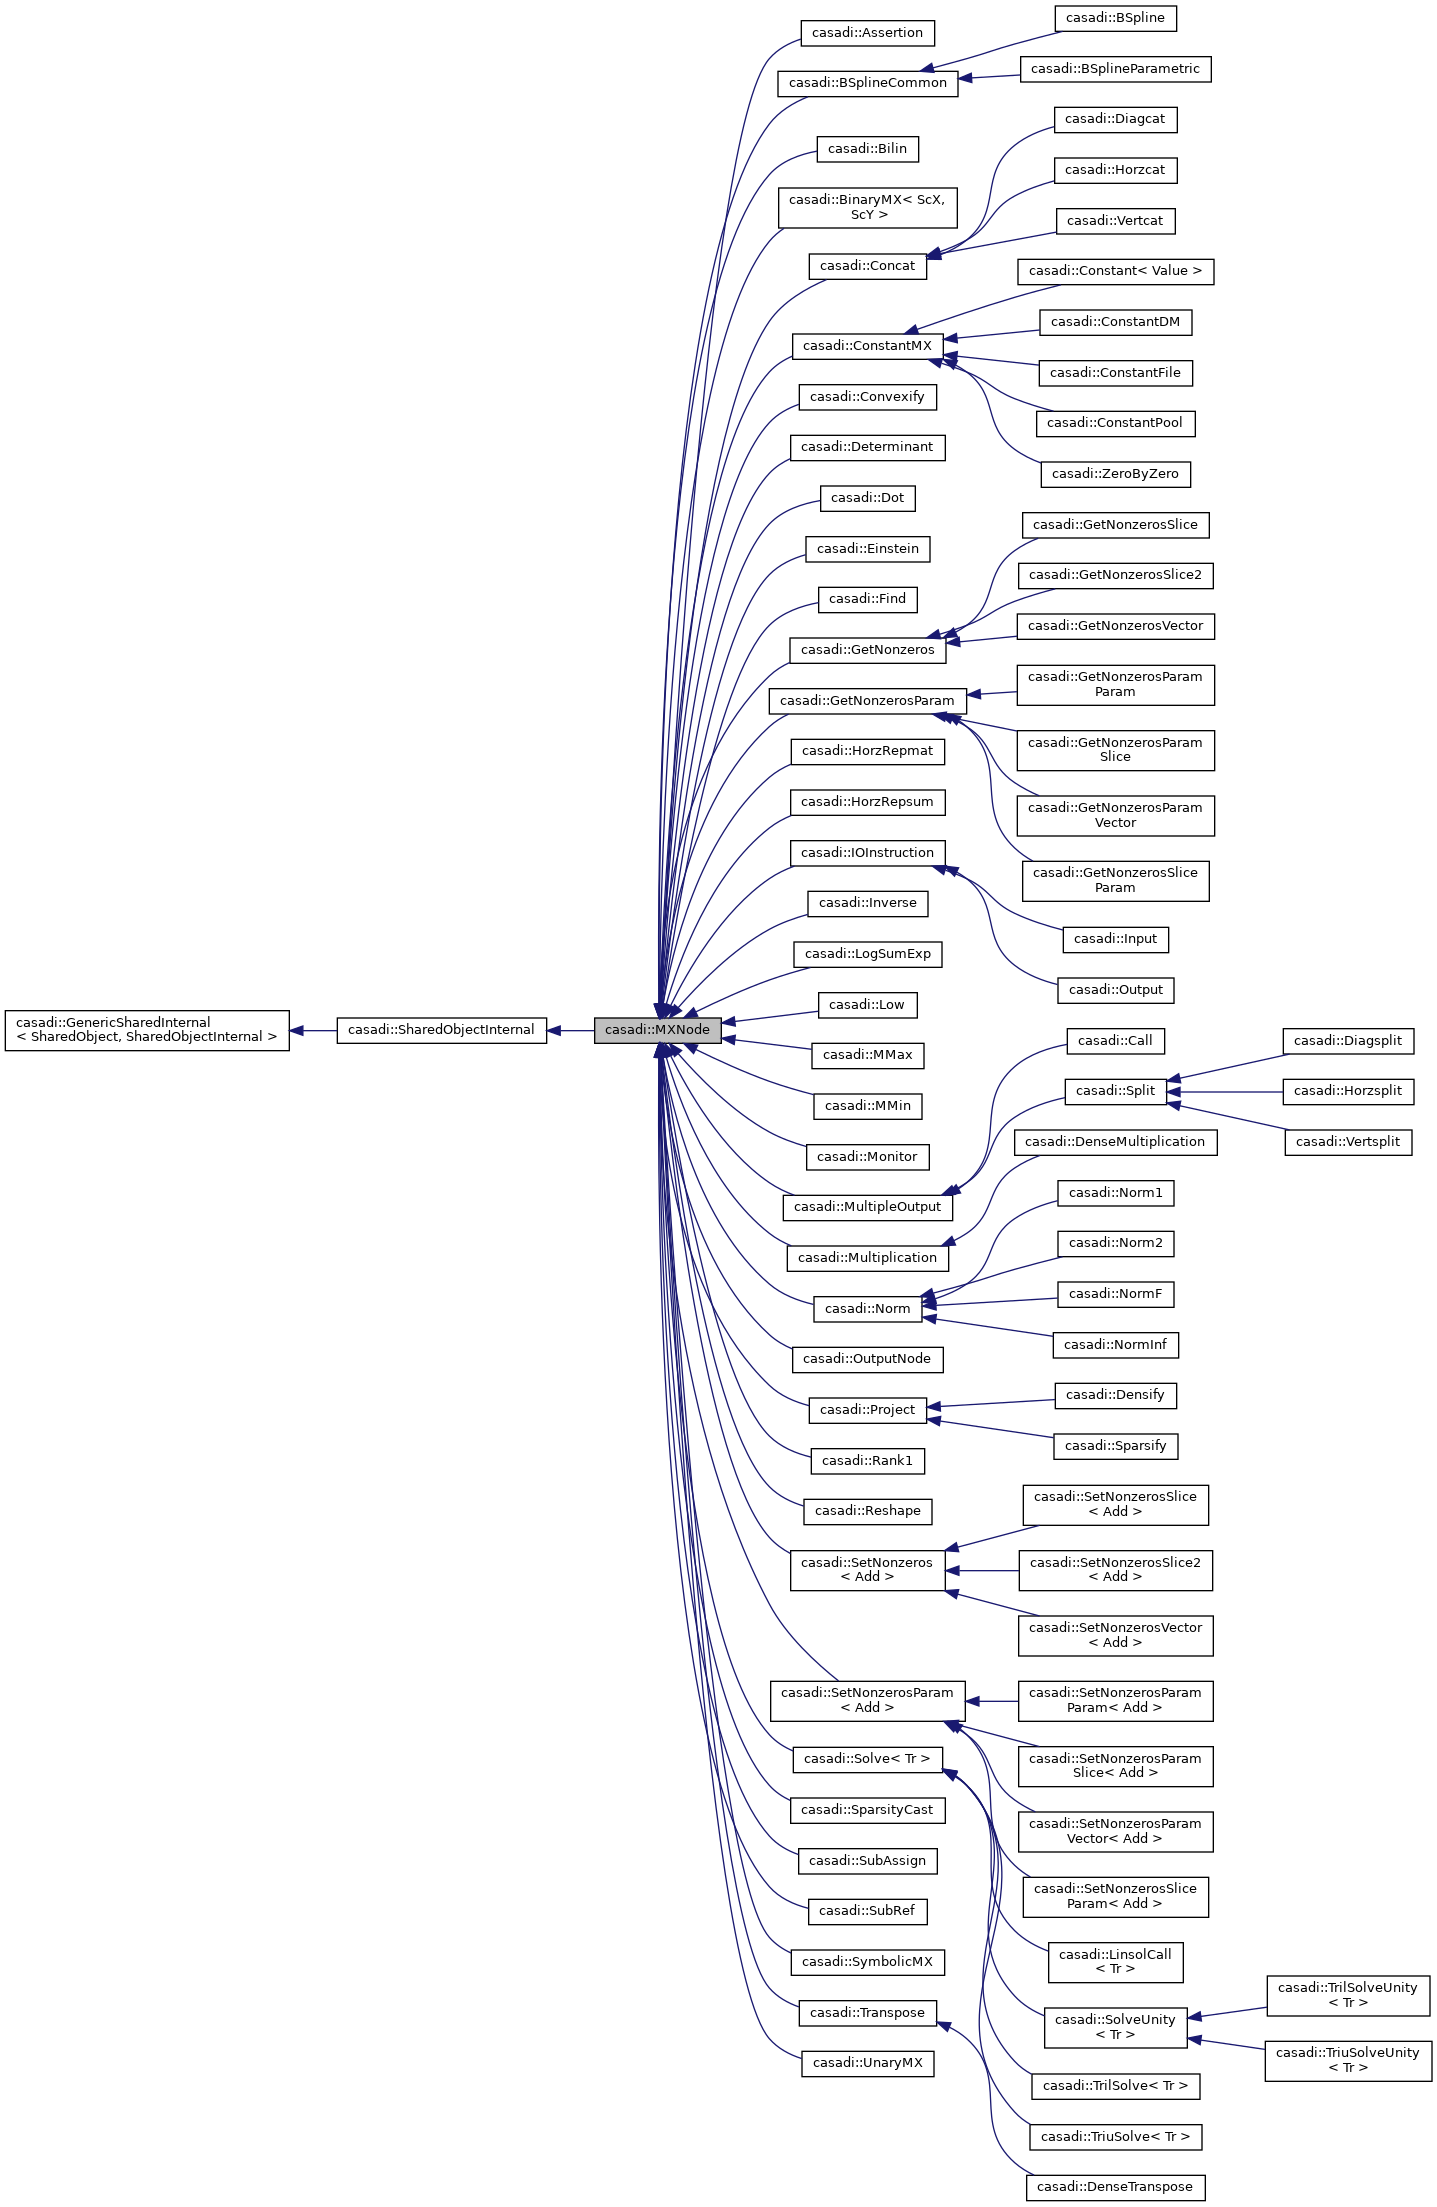 casadi::GenericSharedInternal
< SharedObject, SharedObjectInternal >
casadi::SharedObjectInternal
casadi::MXNode
casadi::Assertion
casadi::BSplineCommon
casadi::Bilin
casadi::BinaryMX< ScX,
ScY >
casadi::Concat
casadi::ConstantMX
casadi::Convexify
casadi::Determinant
casadi::Dot
casadi::Einstein
casadi::Find
casadi::GetNonzeros
casadi::GetNonzerosParam
casadi::HorzRepmat
casadi::HorzRepsum
casadi::IOInstruction
casadi::Inverse
casadi::LogSumExp
casadi::Low
casadi::MMax
casadi::MMin
casadi::Monitor
casadi::MultipleOutput
casadi::Multiplication
casadi::Norm
casadi::OutputNode
casadi::Project
casadi::Rank1
casadi::Reshape
casadi::SetNonzeros
< Add >
casadi::SetNonzerosParam
< Add >
casadi::Solve< Tr >
casadi::SparsityCast
casadi::SubAssign
casadi::SubRef
casadi::SymbolicMX
casadi::Transpose
casadi::UnaryMX
casadi::BSpline
casadi::BSplineParametric
casadi::Diagcat
casadi::Horzcat
casadi::Vertcat
casadi::Constant< Value >
casadi::ConstantDM
casadi::ConstantFile
casadi::ConstantPool
casadi::ZeroByZero
casadi::GetNonzerosSlice
casadi::GetNonzerosSlice2
casadi::GetNonzerosVector
casadi::GetNonzerosParam
Param
casadi::GetNonzerosParam
Slice
casadi::GetNonzerosParam
Vector
casadi::GetNonzerosSlice
Param
casadi::Input
casadi::Output
casadi::Call
casadi::Split
casadi::DenseMultiplication
casadi::Norm1
casadi::Norm2
casadi::NormF
casadi::NormInf
casadi::Densify
casadi::Sparsify
casadi::SetNonzerosSlice
< Add >
casadi::SetNonzerosSlice2
< Add >
casadi::SetNonzerosVector
< Add >
casadi::SetNonzerosParam
Param< Add >
casadi::SetNonzerosParam
Slice< Add >
casadi::SetNonzerosParam
Vector< Add >
casadi::SetNonzerosSlice
Param< Add >
casadi::LinsolCall
< Tr >
casadi::SolveUnity
< Tr >
casadi::TrilSolve< Tr >
casadi::TriuSolve< Tr >
casadi::DenseTranspose
casadi::Diagsplit
casadi::Horzsplit
casadi::Vertsplit
casadi::TrilSolveUnity
< Tr >
casadi::TriuSolveUnity
< Tr >